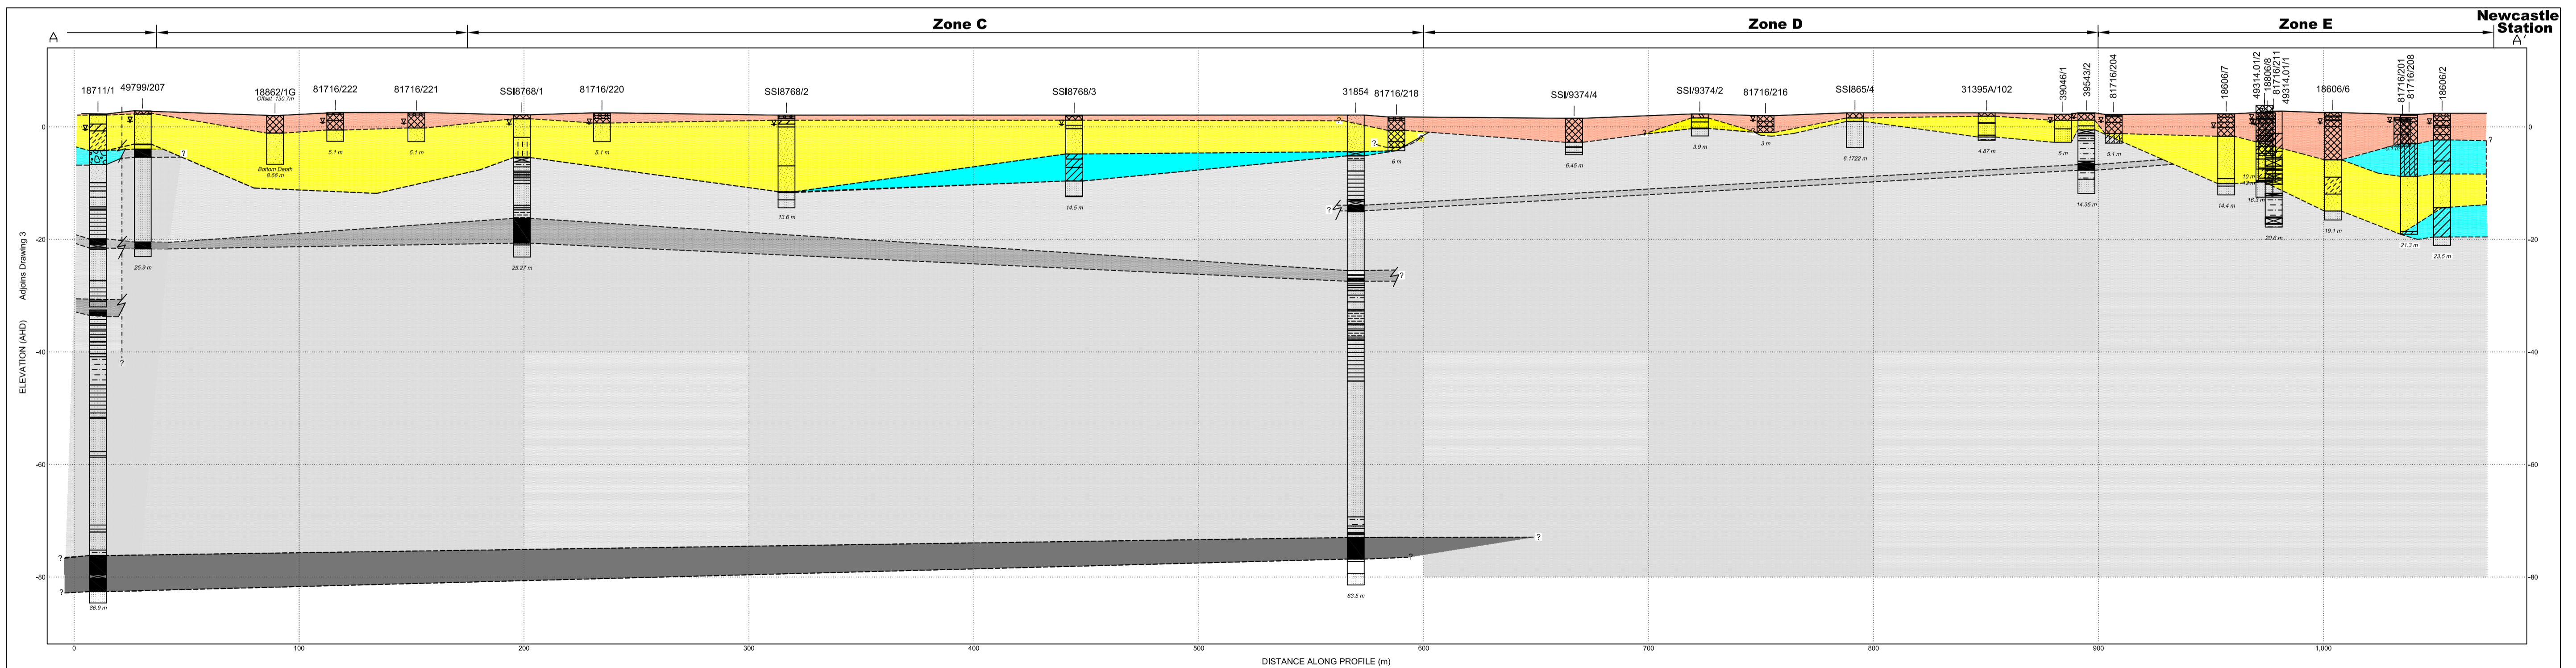 Zone C
Zone D
Zone E
Newcastle
Station
A
A'
18711/1
49799/207
18862/1G
Offset 130.7m
81716/222
81716/221
SSI8768/1
81716/220
SSI8768/2
SSI8768/3
31854
81716/218
SSI/9374/4
SSI/9374/2
81716/216
SSI865/4
31395A/102
39046/1
39543/2
81716/204
18606/7
49314.01/2
18806/8
81716/211
49314.01/1
18606/6
81716/201
81716/208
18606/2
0
0
-20
-20
-40
-40
-60
-60
-80
-80
ELEVATION (AHD)
Adjoins Drawing 3
Bottom Depth
8.66 m
5.1 m
5.1 m
5.1 m
6 m
6.45 m
3.9 m
3 m
6.1722 m
4.87 m
5 m
5.1 m
14.35 m
14.4 m
10 m
16.3 m
20.6 m
19.1 m
21.3 m
23.5 m
25.9 m
25.27 m
13.6 m
14.5 m
86.9 m
83.5 m
?
?
?
?
?
?
?
?
?
?
?
?
?
0
100
200
300
400
500
600
700
800
900
1,000
DISTANCE ALONG PROFILE (m)